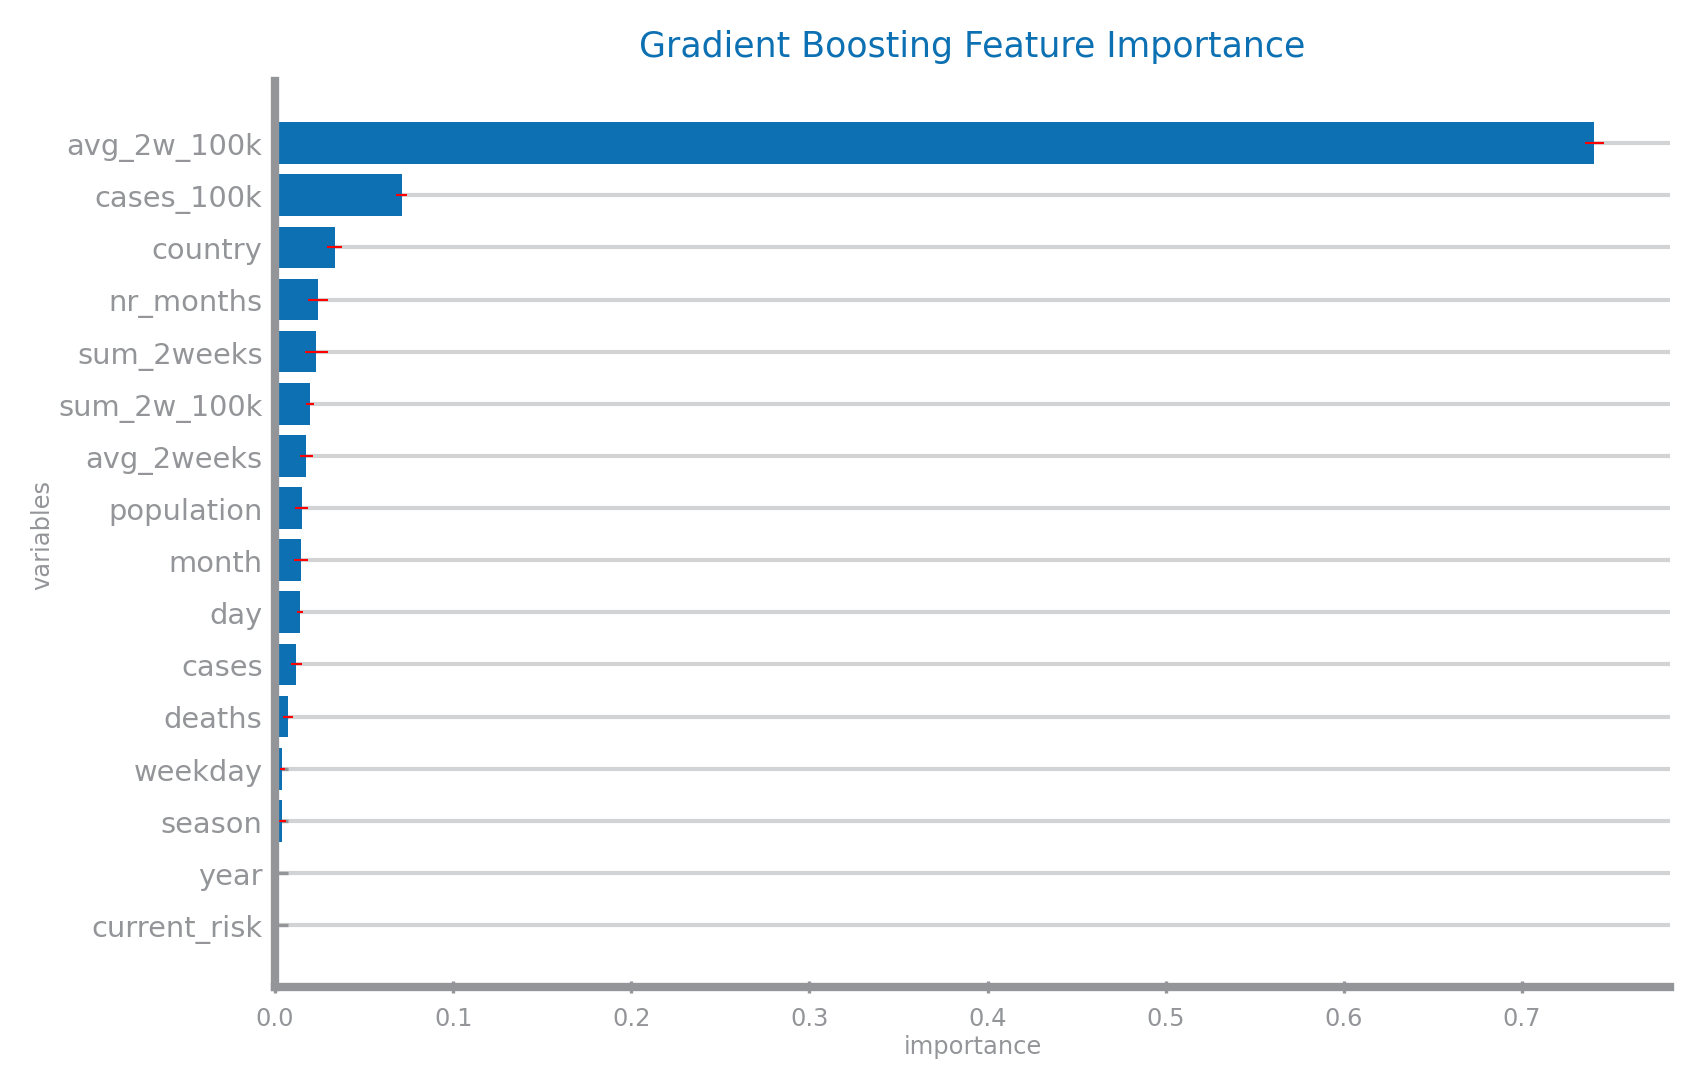 Gradient Boosting Feature Importance
avg_2w_100k
cases_100k
country
nr_months
sum_2weeks
sum_2w_100k
avg_2weeks
population
month
day
cases
deaths
weekday
season
year
current_risk
variables
0.0 0.1 0.2 0.3 0.4 0.5 0.6 0.7
importance